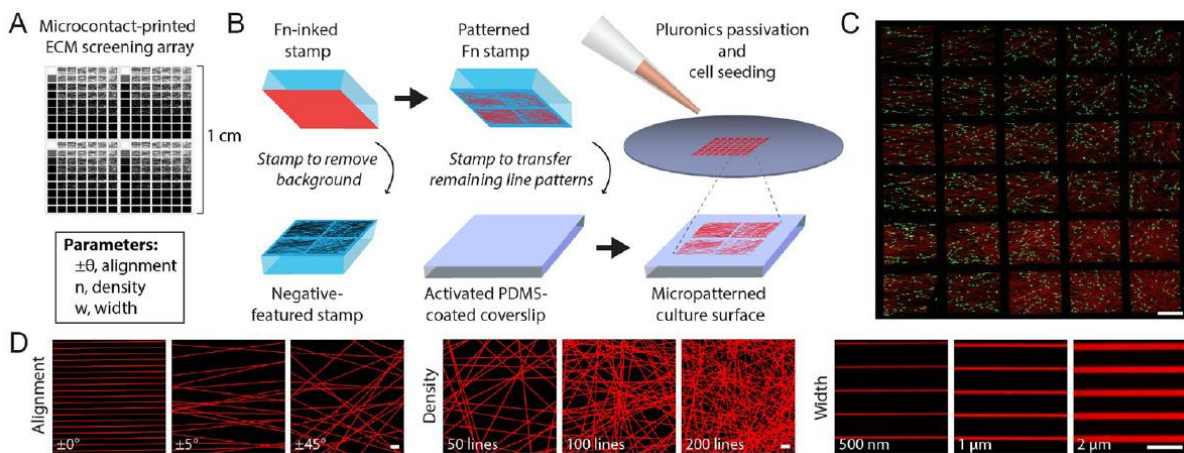 A
Microcontact-printed
ECM screening array
1 cm
Parameters:
±θ, alignment
n, density
w, width
B
Fn-inked
stamp
Patterned
Fn stamp
Pluronics passivation
and
cell seeding
Stamp to remove
background
Stamp to transfer
remaining line patterns
Negative-
featured stamp
Activated PDMS-
coated coverslip
Micropatterned
culture surface
C
D
Alignment
±0°
±5°
±45°
Density
50 lines
100 lines
200 lines
Width
500 nm
1 μm
2 μm